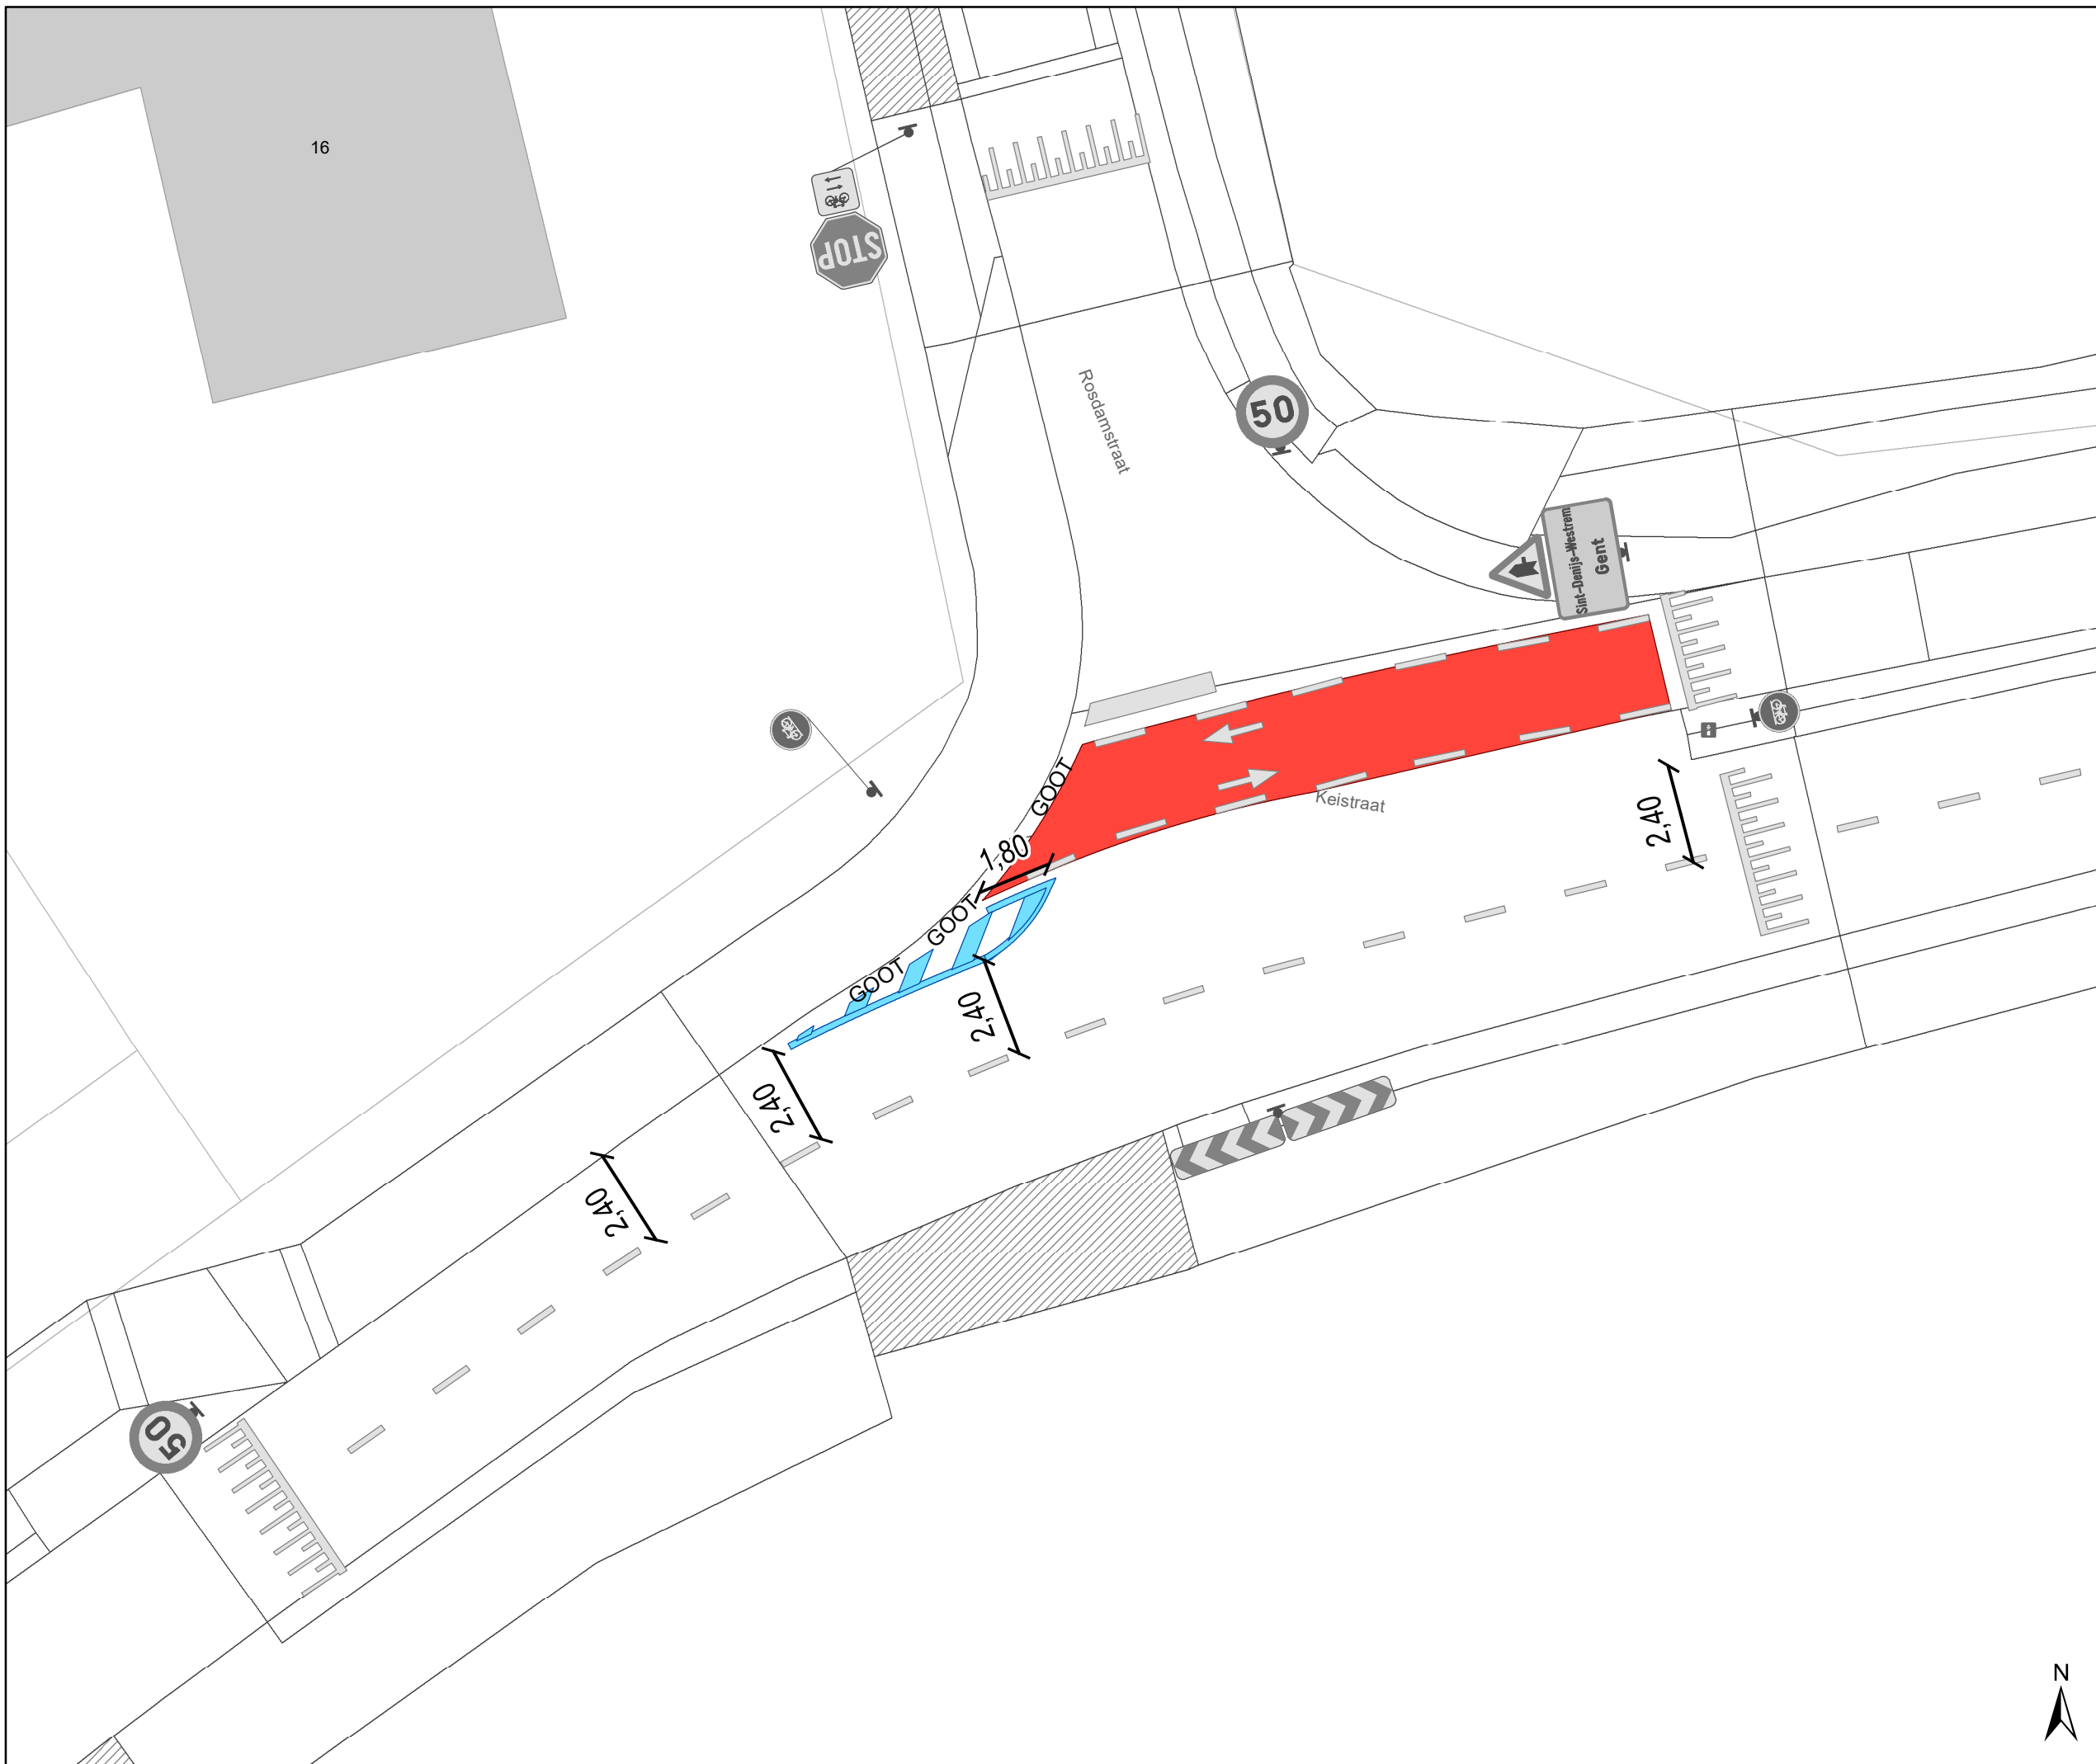 16
STOP
Rosdamstraat
50
Sint-Denijs-Westrem
Gent
GOOT
Keistraat
2,40
1,80
GOOT
GOOT
2,40
2,40
2,40
50
N